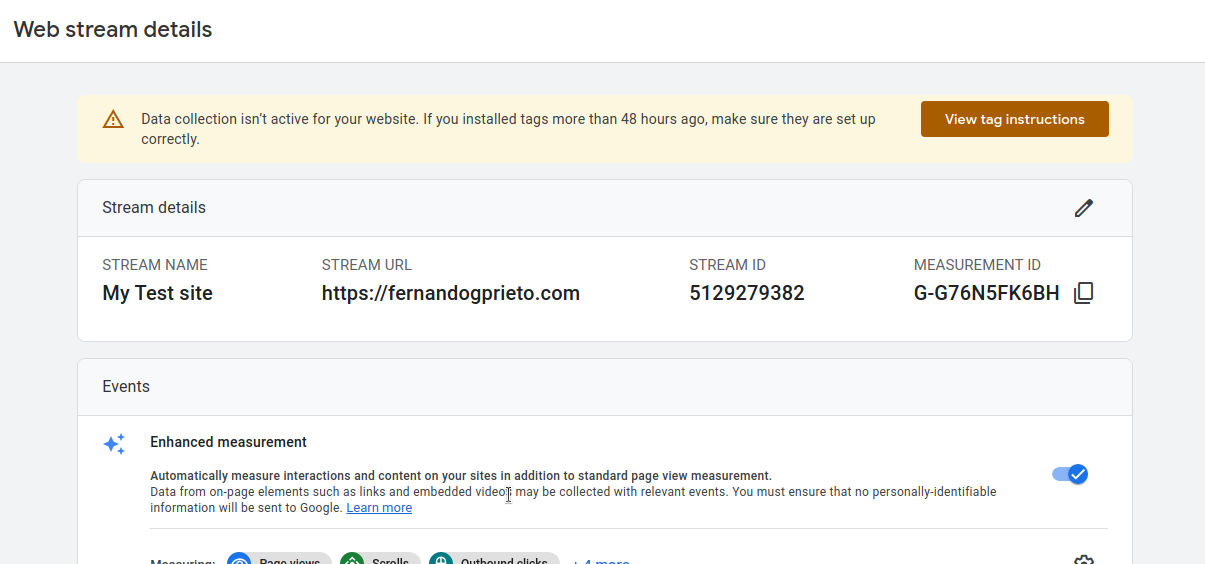 Web stream details
Data collection isn't active for your website. If you installed tags more than 48 hours ago, make sure they are set up
correctly.
View tag instructions
Stream details
STREAM NAME
My Test site
STREAM URL
https://fernandogprieto.com
STREAM ID
5129279382
MEASUREMENT ID
G-G76N5FK6BH
Events
Enhanced measurement
Automatically measure interactions and content on your sites in addition to standard page view measurement.
Data from on-page elements such as links and embedded videos may be collected with relevant events. You must ensure that no personally-identifiable
information will be sent to Google. Learn more
Measuring: Page views Scrolls Outbound clicks + 4 more